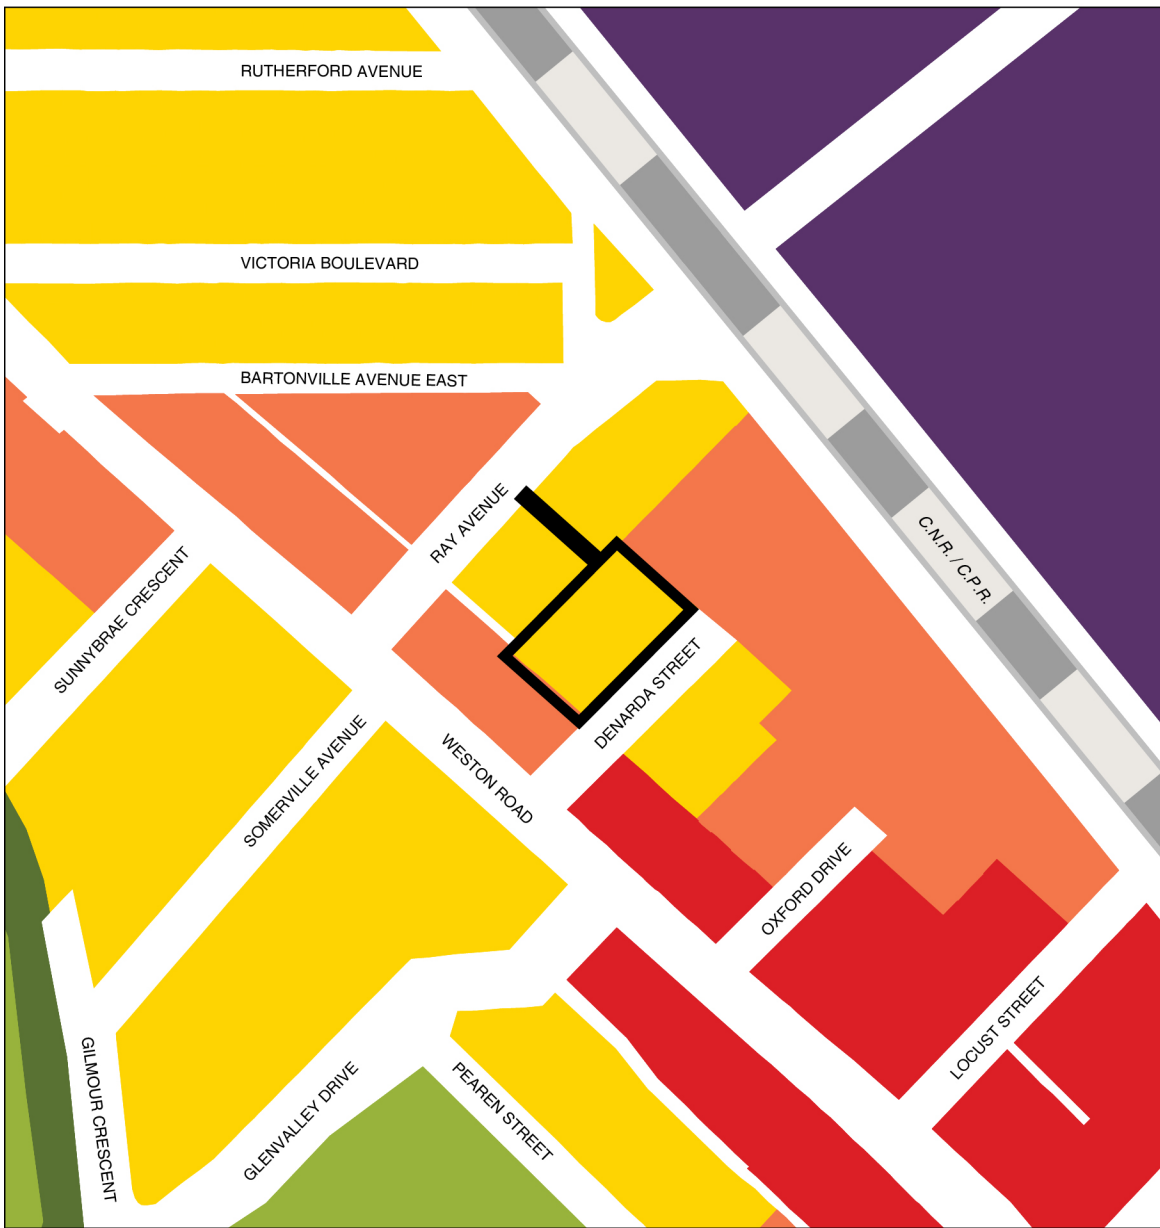 RUTHERFORD AVENUE
VICTORIA BOULEVARD
BARTONVILLE AVENUE EAST
RAY AVENUE
C.N.R. / C.P.R.
SUNNYBRAE CRESCENT
DENARDA STREET
SOMERVILLE AVENUE
WESTON ROAD
OXFORD DRIVE
LOCUST STREET
GILMOUR CRESCENT
GLENVALLEY DRIVE
PEAREN STREET